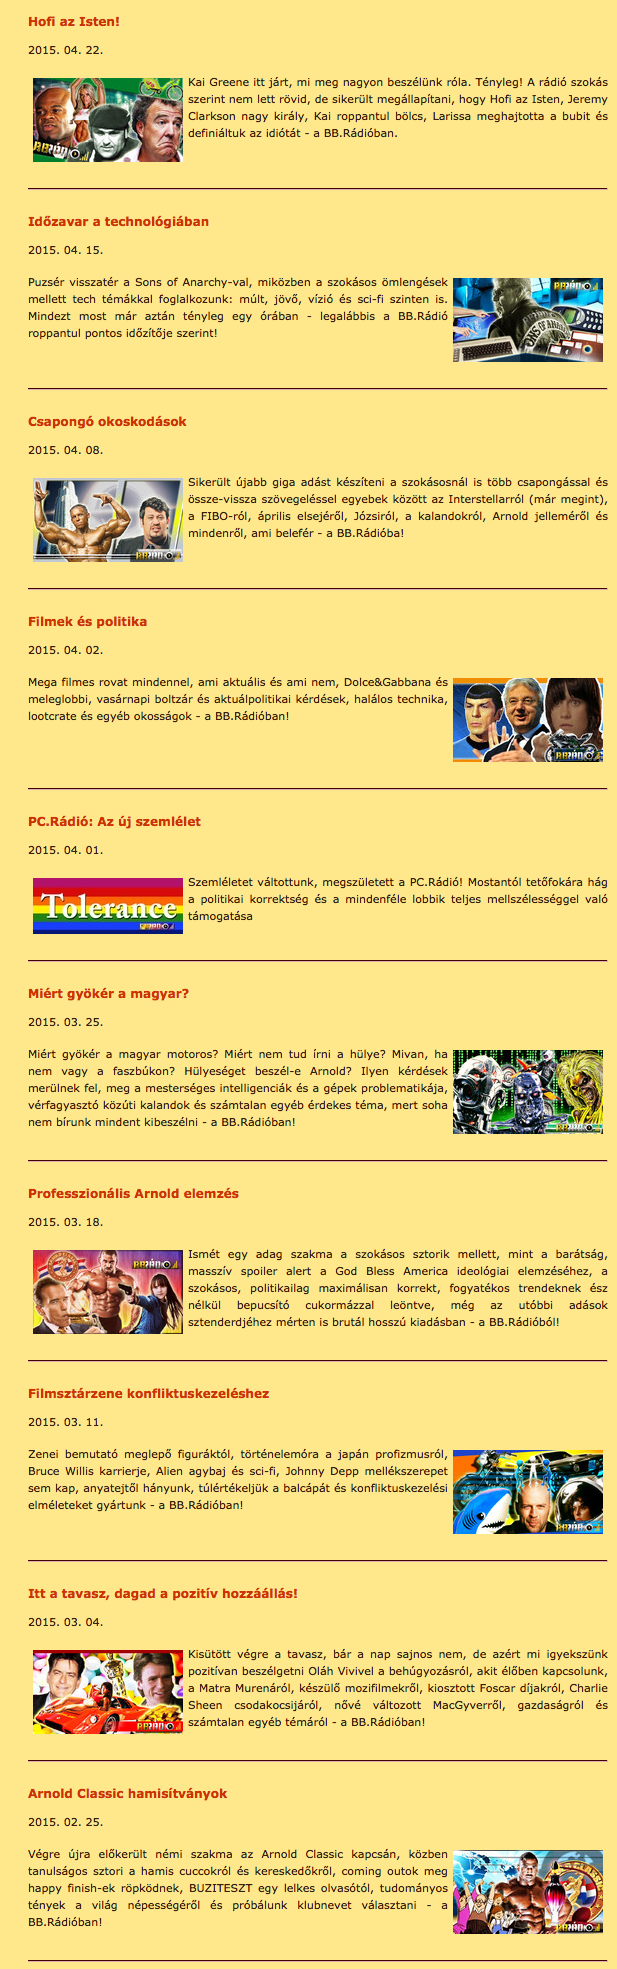 Hofi az Isten!
2015. 04. 22.
Kai Greene itt járt, mi meg nagyon beszélünk róla. Tényleg! A rádió szokás
szerint nem lett rövid, de sikerült megállapítani, hogy Hofi az Isten, Jeremy
Clarkson nagy király, Kai roppantul bölcs, Larissa meghajtotta a bubit és
definiáltuk az idiótát - a BB.Rádióban.
Időzavar a technológiában
2015. 04. 15.
Puzsér visszatér a Sons of Anarchy-val, miközben a szokásos ömlengések
mellett tech témákkal foglalkozunk: múlt, jövő, vízió és sci-fi szinten is.
Mindezt most már aztán tényleg egy órában - legalábbis a BB.Rádió
roppantul pontos időzítője szerint!
Csapongó okoskodások
2015. 04. 08.
Sikerült újabb giga adást készíteni a szokásosnál is több csapongással és
össze-vissza szövegeléssel egyebek között az Interstellarról (már megint),
a FIBO-ról, április elsejéről, Józsiról, a kalandokról, Arnold jelleméről és
mindenről, ami belefér - a BB.Rádióba!
Filmek és politika
2015. 04. 02.
Mega filmes rovat mindennel, ami aktuális és ami nem, Dolce&Gabbana és
meleglobbi, vasárnapi boltzár és aktuálpolitikai kérdések, halálos technika,
lootcrate és egyéb okosságok - a BB.Rádióban!
PC.Rádió: Az új szemlélet
2015. 04. 01.
Tolerance
Szemléletet váltottunk, megszületett a PC.Rádió! Mostantól tetőfokára hág
a politikai korrektség és a mindenféle lobbik teljes mellszélességgel való
támogatása
Miért gyökér a magyar?
2015. 03. 25.
Miért gyökér a magyar motoros? Miért nem tud írni a hülye? Mivan, ha
nem vagy a faszbúkon? Hülyeséget beszél-e Arnold? Ilyen kérdések
merülnek fel, meg a mesterséges intelligenciák és a gépek problematikája,
vérfagyasztó közúti kalandok és számtalan egyéb érdekes téma, mert soha
nem bírunk mindent kibeszélni - a BB.Rádióban!
Professzionális Arnold elemzés
2015. 03. 18.
Ismét egy adag szakma a szokásos sztorik mellett, mint a barátság,
masszív spoiler alert a God Bless America ideológiai elemzéséhez, a
szokásos, politikailag maximálisan korrekt, fogyatékos trendeknek ész
nélkül bepucsító cukormázzal leöntve, még az utóbbi adások
sztenderdjéhez mérten is brutál hosszú kiadásban - a BB.Rádióból!
Filmsztárzene konfliktuskezeléshez
2015. 03. 11.
Zenei bemutató meglepő figuráktól, történelemóra a japán profizmusról,
Bruce Willis karrierje, Alien agybaj és sci-fi, Johnny Depp mellékszerepet
sem kap, anyatejtől hányunk, túlértékeljük a balcápát és konfliktuskezelési
elméleteket gyártunk - a BB.Rádióban!
Itt a tavasz, dagad a pozitív hozzáállás!
2015. 03. 04.
Kisütött végre a tavasz, bár a nap sajnos nem, de azért mi igyekszünk
pozitívan beszélgetni Oláh Vivivel a behúgyozásról, akit élőben kapcsolunk,
a Matra Murenáról, készülő mozifilmekről, kiosztott Foscar díjakról, Charlie
Sheen csodakocsijáról, nővé változott MacGyverről, gazdaságról és
számtalan egyéb témáról - a BB.Rádióban!
Arnold Classic hamisítványok
2015. 02. 25.
Végre újra előkerült némi szakma az Arnold Classic kapcsán, közben
tanulságos sztori a hamis cuccokról és kereskedőkről, coming outok meg
happy finish-ek röpködnek, BUZITESZT egy lelkes olvasótól, tudományos
tények a világ népességéről és próbálunk klubnevet választani - a
BB.Rádióban!